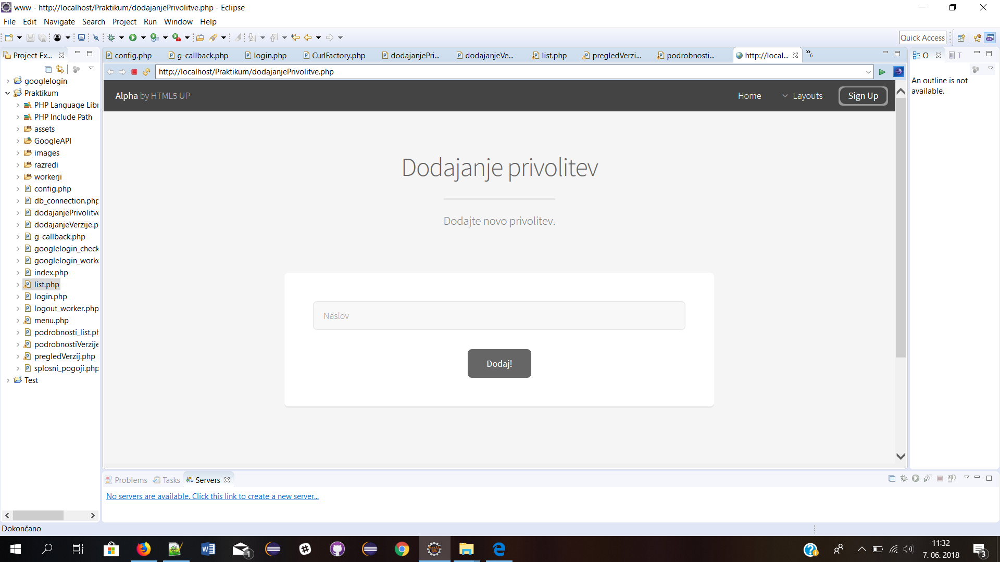 www - http://localhost/Praktikum/dodajanjePrivolitve.php - Eclipse
File Edit Navigate Search Project Run Window Help
Quick Access
Project Ex...
config.php g-callback.php login.php CurlFactory.php dodajanjePri... dodajanjeVe... list.php pregledVerzi... podrobnosti... http://local... »6
O T
http://localhost/Praktikum/dodajanjePrivolitve.php
An outline is not
available.
googlelogin
Praktikum
PHP Language Libr
PHP Include Path
assets
GoogleAPI
images
razredi
workerji
config.php
db_connection.php
dodajanjePrivolitve
dodajanjeVerzije.p
g-callback.php
googlelogin_check
googlelogin_worke
index.php
list.php
login.php
logout_worker.php
menu.php
podrobnosti_list.ph
podrobnostiVerzije
pregledVerzij.php
splosni_pogoji.php
Test
Alpha by HTML5 UP
Home Layouts Sign Up
Dodajanje privolitev
Dodajte novo privolitev.
Naslov
Dodaj!
Problems Tasks Servers
No servers are available. Click this link to create a new server...
Dokončano
1
11:32
7. 06. 2018
3